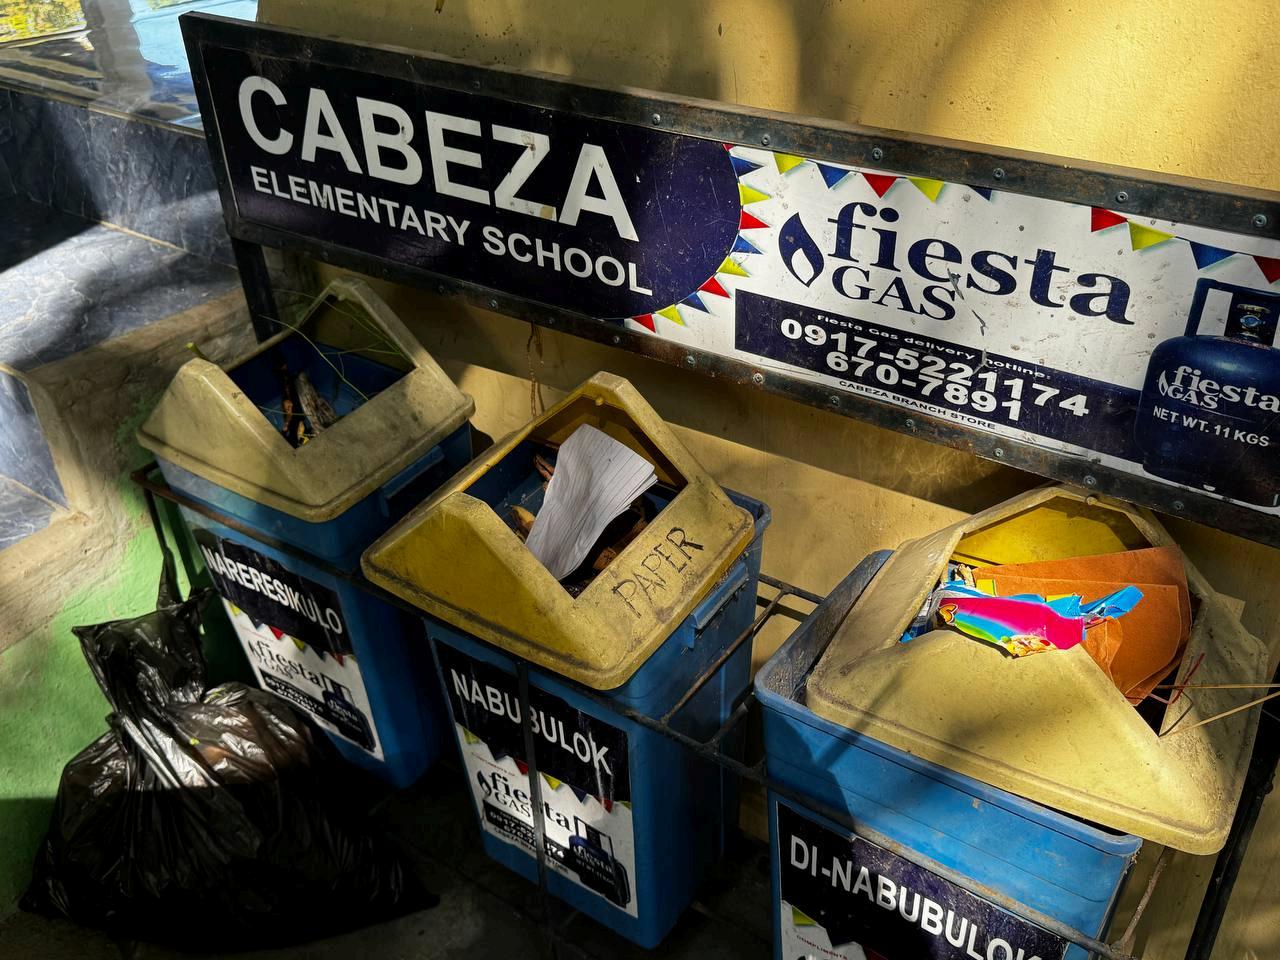 CABEZA
ELEMENTARY SCHOOL
fiesta
GAS
Fiesta Gas delivery hotline:
0917-5221174
670-7891
CABEZA BRANCH STORE
fiesta
GAS
NET WT. 11 KGS
NARERESIKULO
fiesta
GAS
PAPER
NABUBULOK
fiesta
GAS
DI-NABUBULOK